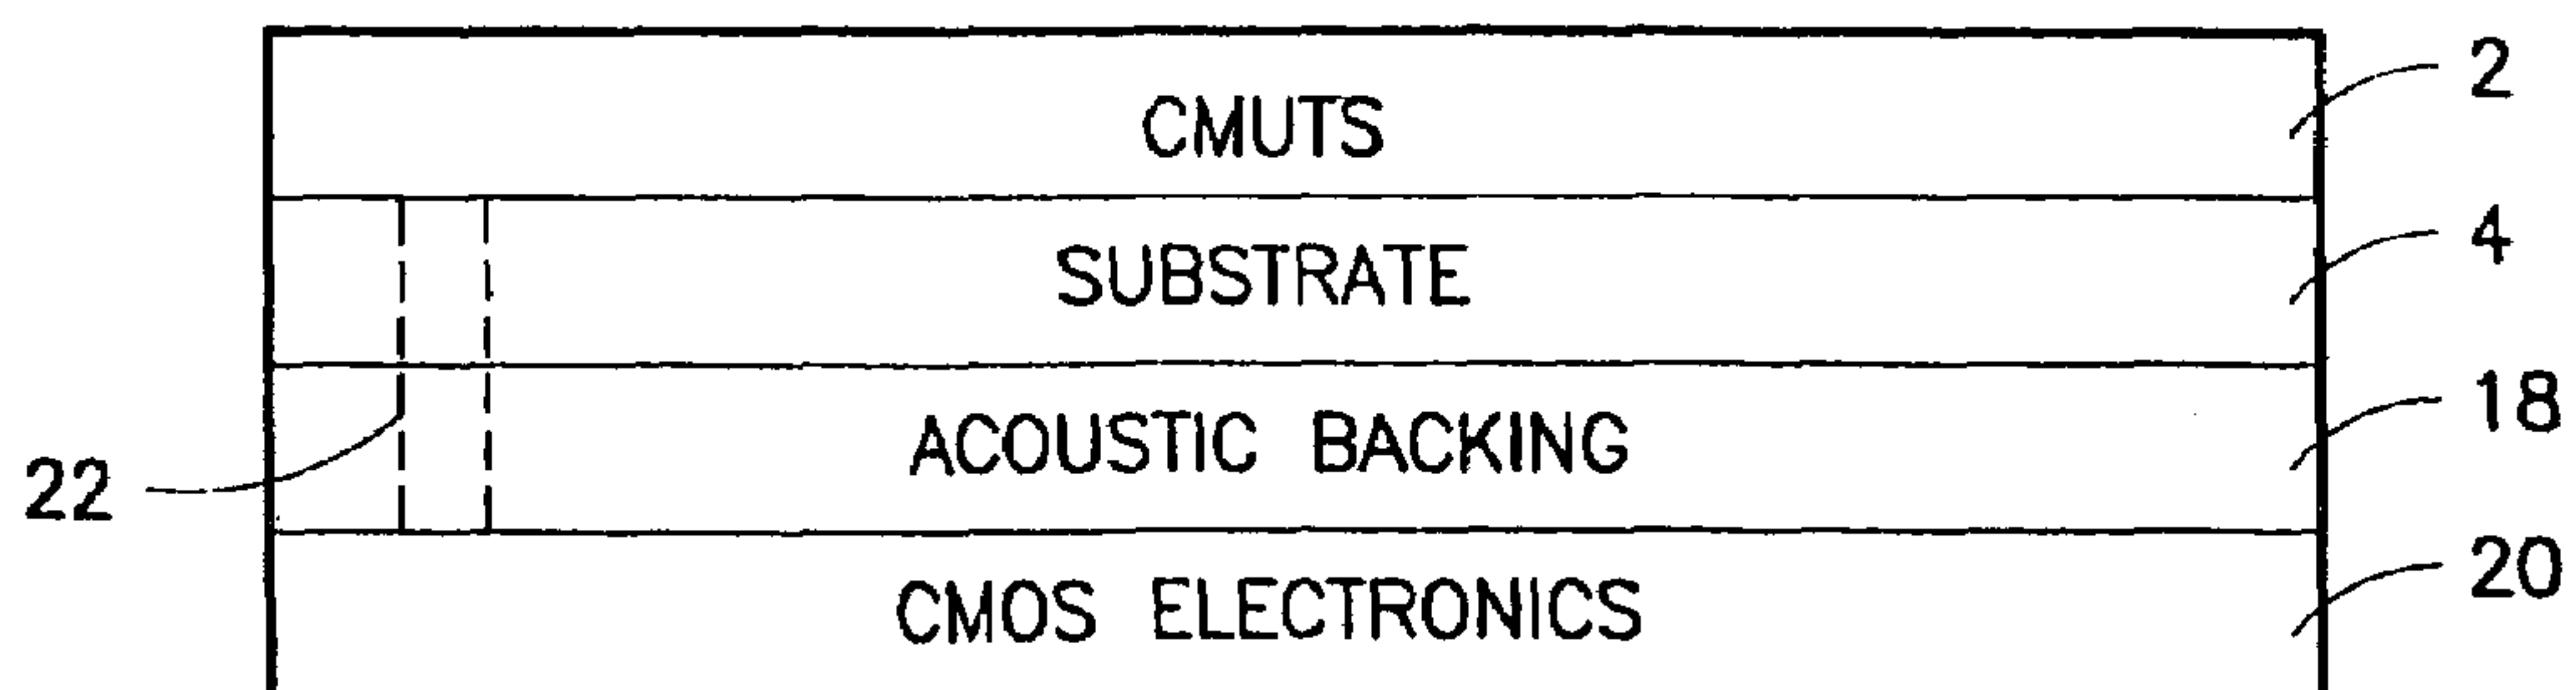 CMUTS 2
SUBSTRATE 4
ACOUSTIC BACKING 18
22
CMOS ELECTRONICS 20